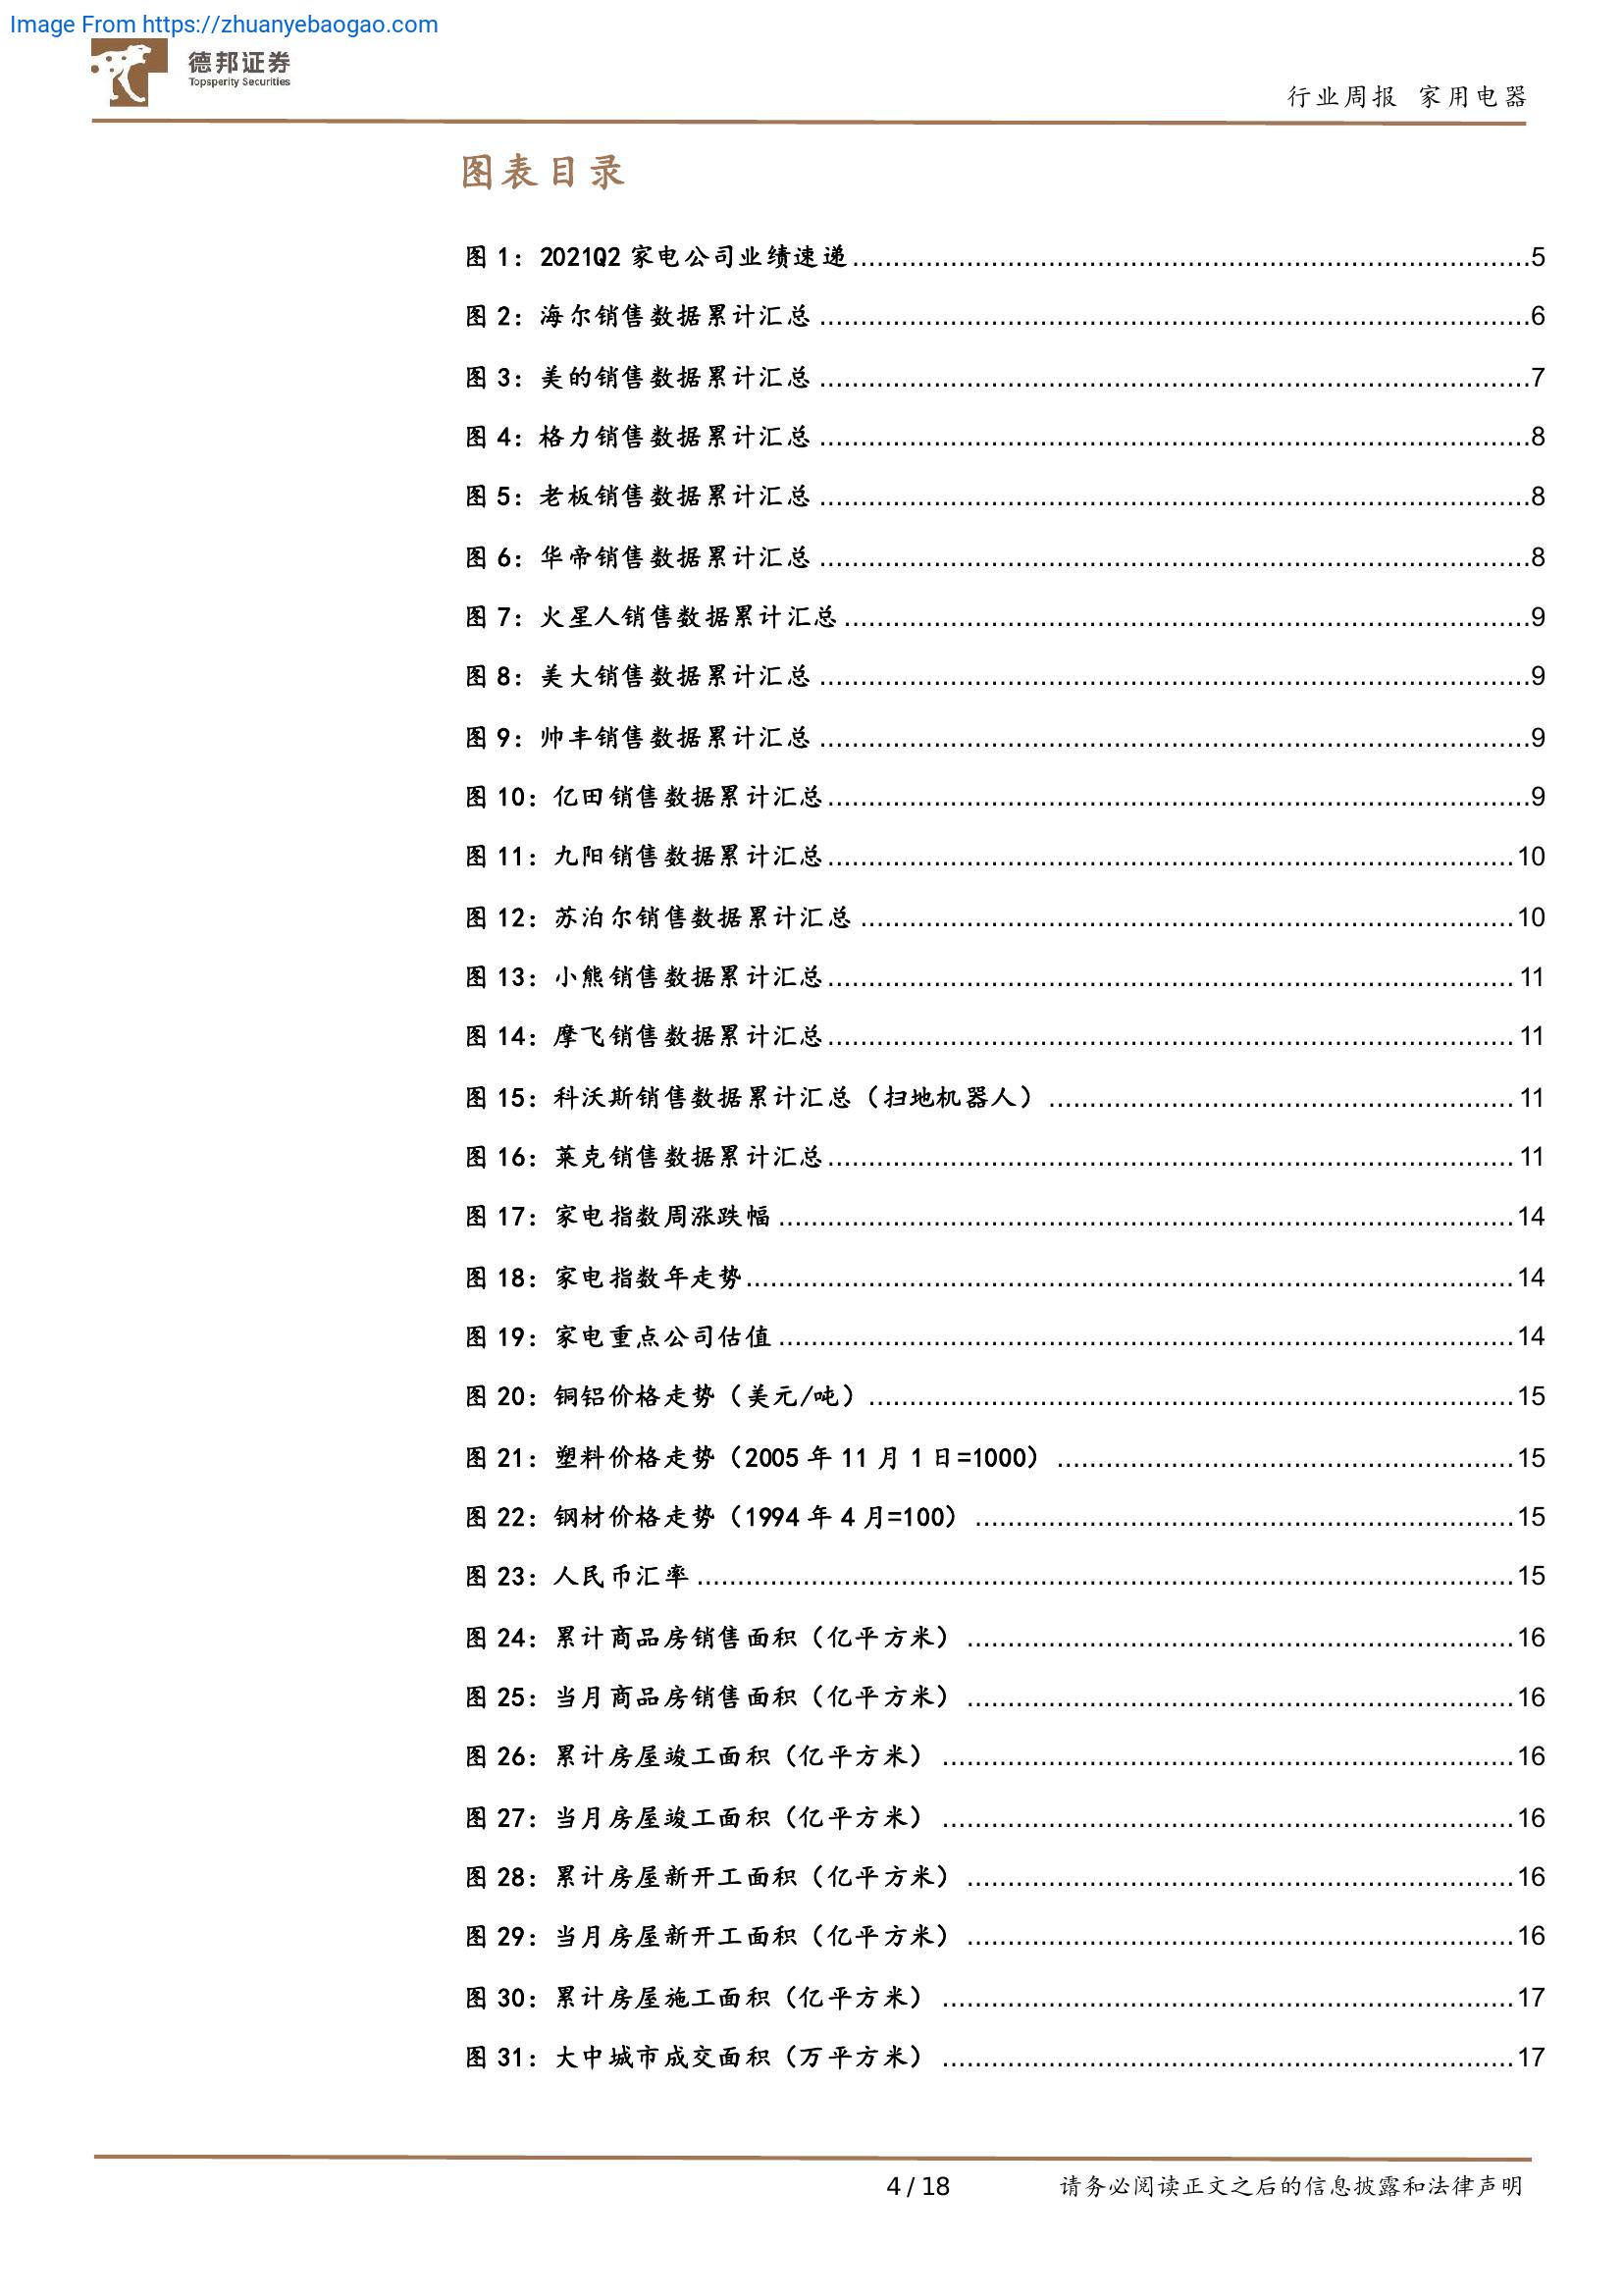 Image From https://zhuanyebaogao.com
德邦证券
Topsperity Securities
行业周报 家用电器
图表目录
图 1：2021Q2 家电公司业绩速递 5
图 2：海尔销售数据累计汇总 6
图 3：美的销售数据累计汇总 7
图 4：格力销售数据累计汇总 8
图 5：老板销售数据累计汇总 8
图 6：华帝销售数据累计汇总 8
图 7：火星人销售数据累计汇总 9
图 8：美大销售数据累计汇总 9
图 9：帅丰销售数据累计汇总 9
图 10：亿田销售数据累计汇总 9
图 11：九阳销售数据累计汇总 10
图 12：苏泊尔销售数据累计汇总 10
图 13：小熊销售数据累计汇总 11
图 14：摩飞销售数据累计汇总 11
图 15：科沃斯销售数据累计汇总（扫地机器人） 11
图 16：莱克销售数据累计汇总 11
图 17：家电指数周涨跌幅 14
图 18：家电指数年走势 14
图 19：家电重点公司估值 14
图 20：铜铝价格走势（美元/吨） 15
图 21：塑料价格走势（2005 年 11 月 1 日=1000） 15
图 22：钢材价格走势（1994 年 4 月=100） 15
图 23：人民币汇率 15
图 24：累计商品房销售面积（亿平方米） 16
图 25：当月商品房销售面积（亿平方米） 16
图 26：累计房屋竣工面积（亿平方米） 16
图 27：当月房屋竣工面积（亿平方米） 16
图 28：累计房屋新开工面积（亿平方米） 16
图 29：当月房屋新开工面积（亿平方米） 16
图 30：累计房屋施工面积（亿平方米） 17
图 31：大中城市成交面积（万平方米） 17
4 / 18 请务必阅读正文之后的信息披露和法律声明